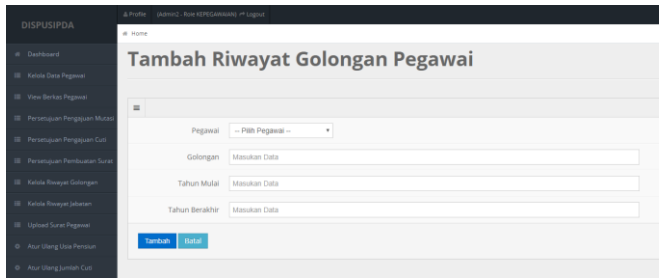 DISPUSIPDA
Profile (Admin2 - Role KEPEGAWAIAN) Logout
Home
Dashboard
Kelola Data Pegawai
View Berkas Pegawai
Persetujuan Pengajuan Mutasi
Persetujuan Pengajuan Cuti
Persetujuan Pembuatan Surat
Kelola Riwayat Golongan
Kelola Riwayat Jabatan
Upload Surat Pegawai
Atur Ulang Usia Pensiun
Atur Ulang Jumlah Cuti
Tambah Riwayat Golongan Pegawai
Pegawai -- Pilih Pegawai --
Golongan Masukan Data
Tahun Mulai Masukan Data
Tahun Berakhir Masukan Data
Tambah Batal